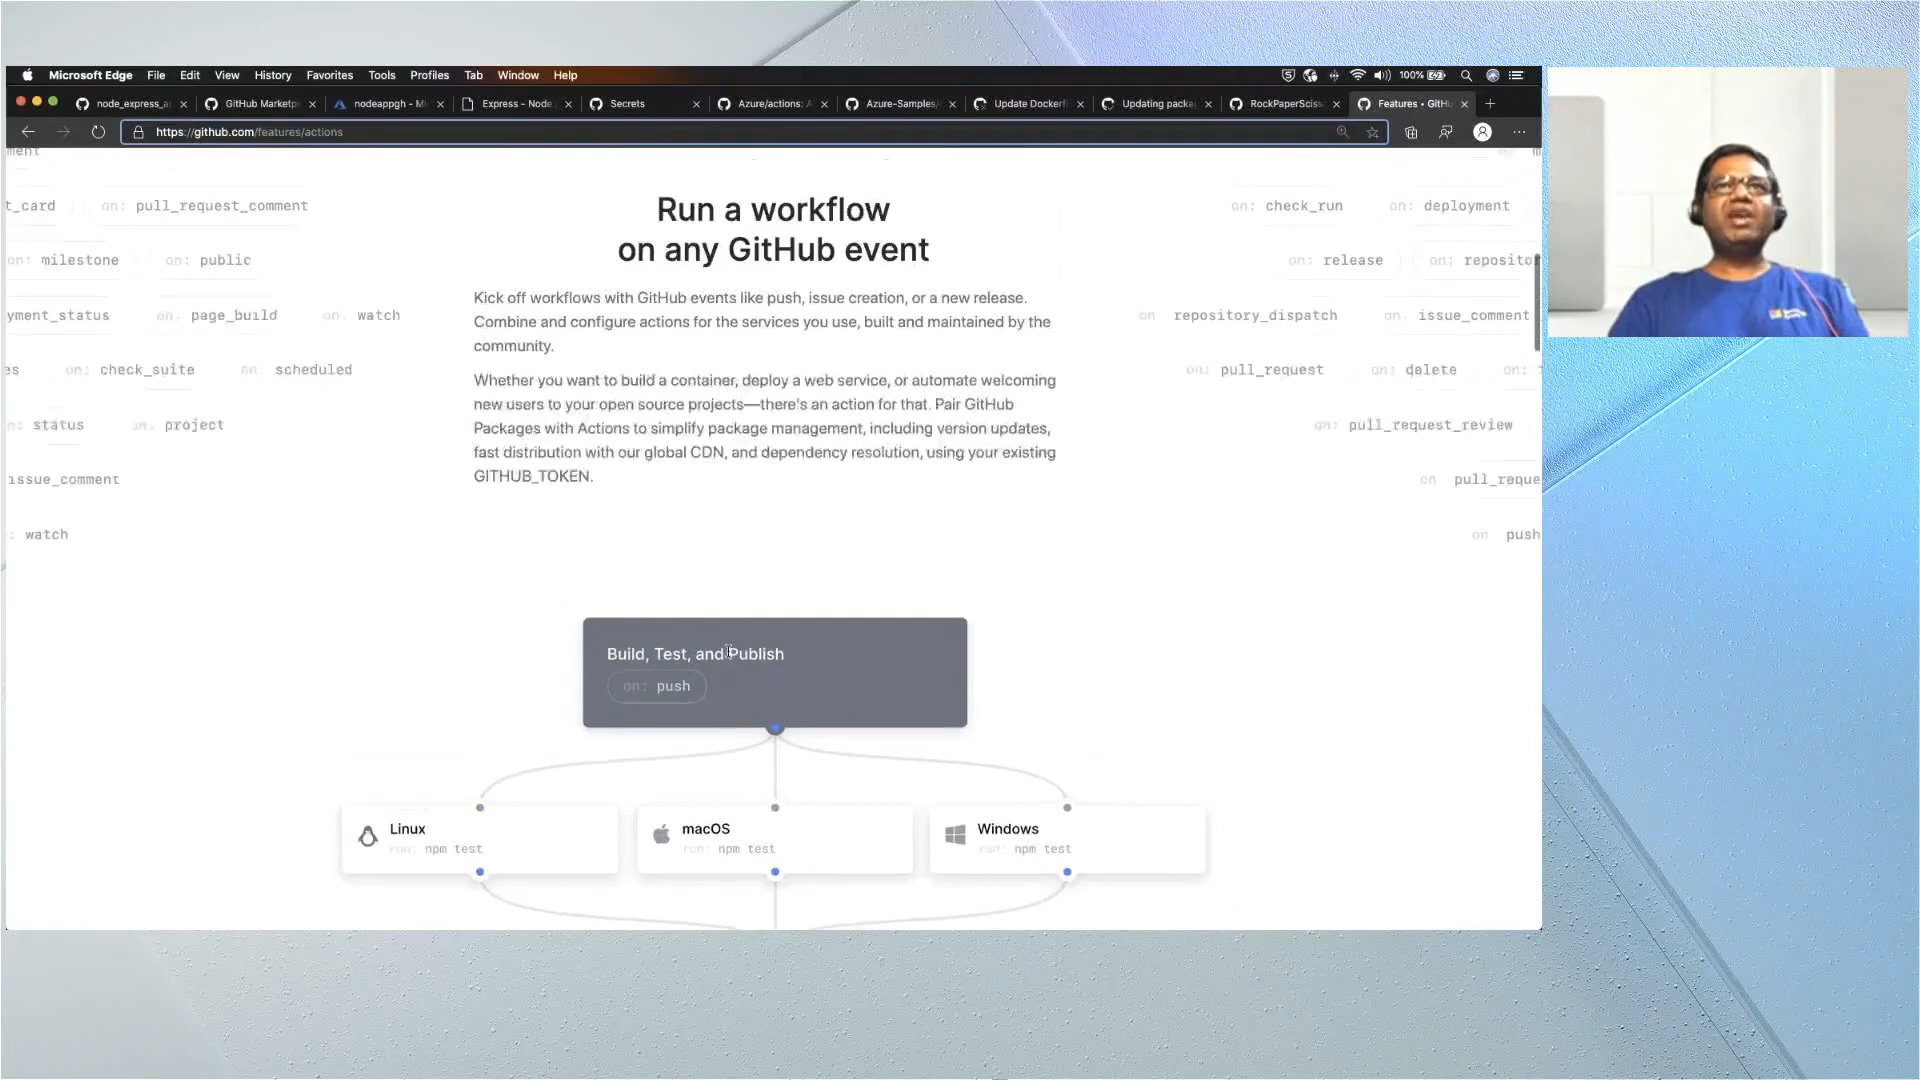 Microsoft Edge File Edit View History Favorites Tools Profiles Tab Window Help 100%
node_express_a GitHub Marketpl nodeappgh - Mi Express - Node Secrets Azure/actions: A Azure-Samples/ Update Dockerf Updating packa RockPaperSciss Features • GitHu
https://github.com/features/actions
t_card on: pull_request_comment
on: milestone on: public
yment_status on: page_build on: watch
es on: check_suite on: scheduled
on: status on: project
issue_comment
: watch
Run a workflow
on any GitHub event
Kick off workflows with GitHub events like push, issue creation, or a new release.
Combine and configure actions for the services you use, built and maintained by the
community.
Whether you want to build a container, deploy a web service, or automate welcoming
new users to your open source projects—there's an action for that. Pair GitHub
Packages with Actions to simplify package management, including version updates,
fast distribution with our global CDN, and dependency resolution, using your existing
GITHUB_TOKEN.
on: check_run on: deployment
on: release on: repositor
on repository_dispatch on: issue_comment
on: pull_request on: delete on:
on: pull_request_review
on pull_reque
on push
Build, Test, and Publish
on: push
Linux
run: npm test
macOS
run: npm test
Windows
run: npm test